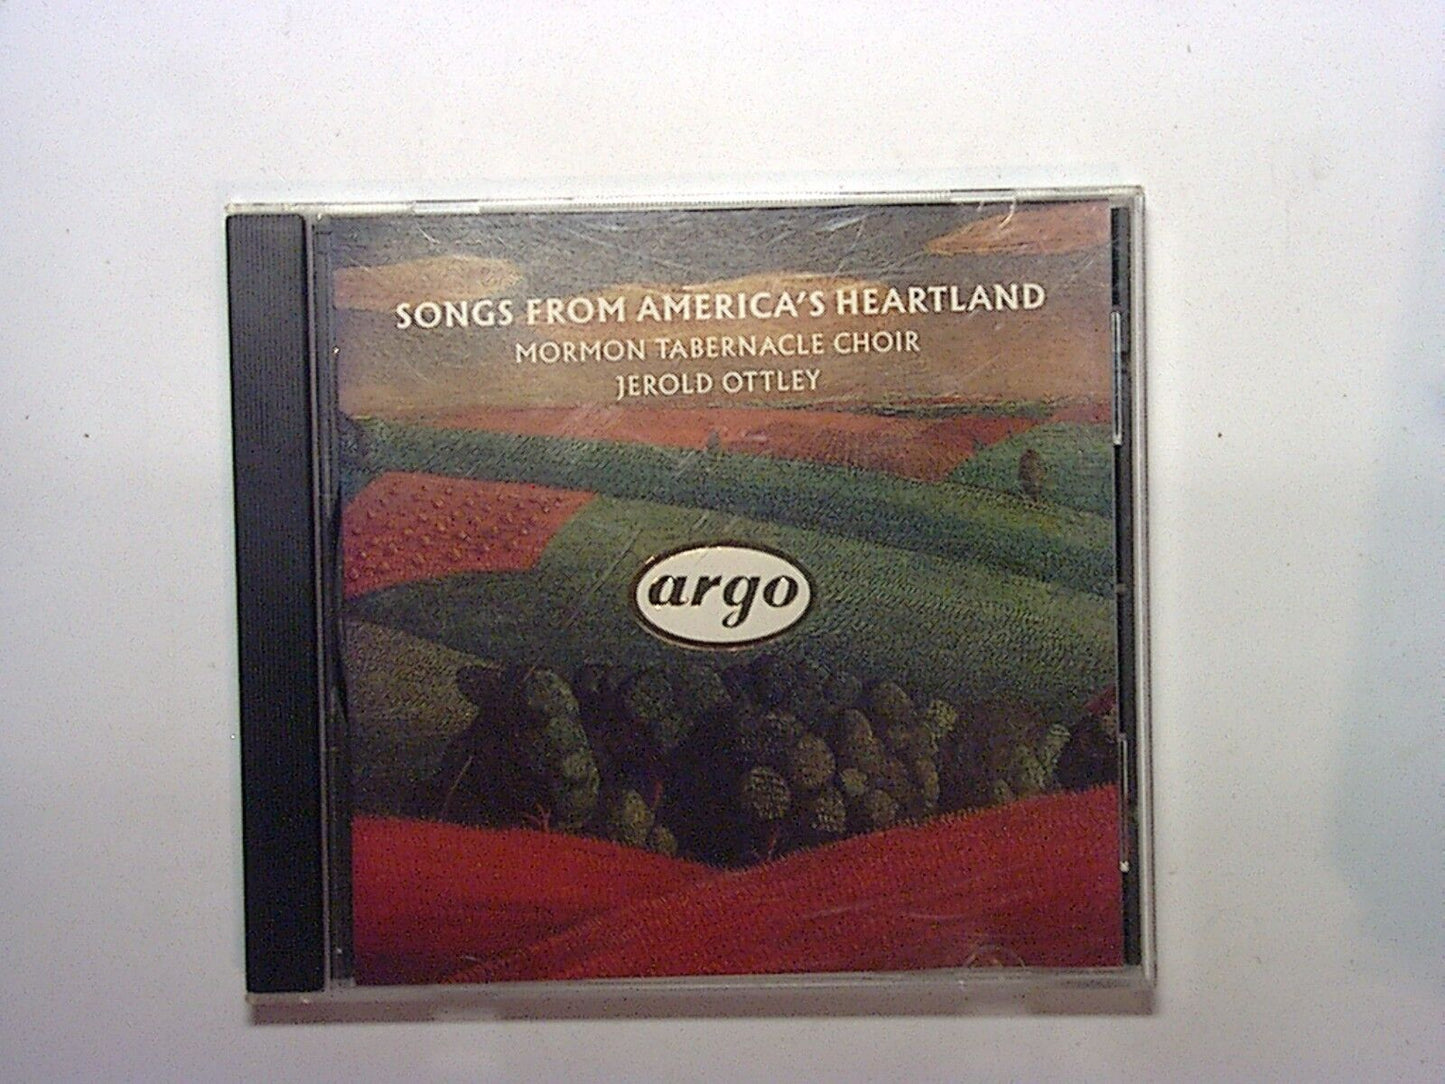 SONGS FROM AMERICA'S HEARTLAND
MORMON TABERNACLE CHOIR
JEROLD OTTLEY
argo